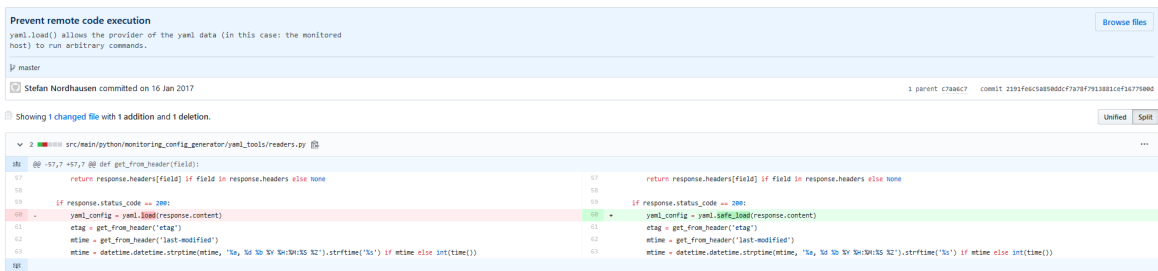 Prevent remote code execution
Browse files
yaml.load() allows the provider of the yaml data (in this case: the monitored
host) to run arbitrary commands.
master
Stefan Nordhausen committed on 16 Jan 2017
1 parent c7aa6c7 commit 2191fe6c5a850ddcf7a78f7913881cef1677500d
Showing 1 changed file with 1 addition and 1 deletion.
Unified Split
2 src/main/python/monitoring_config_generator/yaml_tools/readers.py
...
@@ -57,7 +57,7 @@ def get_from_header(field):
57 return response.headers[field] if field in response.headers else None 57 return response.headers[field] if field in response.headers else None
58 58
59 if response.status_code == 200: 59 if response.status_code == 200:
60 - yaml_config = yaml.load(response.content) 60 + yaml_config = yaml.safe_load(response.content)
61 etag = get_from_header('etag') 61 etag = get_from_header('etag')
62 mtime = get_from_header('last-modified') 62 mtime = get_from_header('last-modified')
63 mtime = datetime.datetime.strptime(mtime, '%a, %d %b %Y %H:%M:%S %Z').strftime('%s') if mtime else int(time()) 63 mtime = datetime.datetime.strptime(mtime, '%a, %d %b %Y %H:%M:%S %Z').strftime('%s') if mtime else int(time())